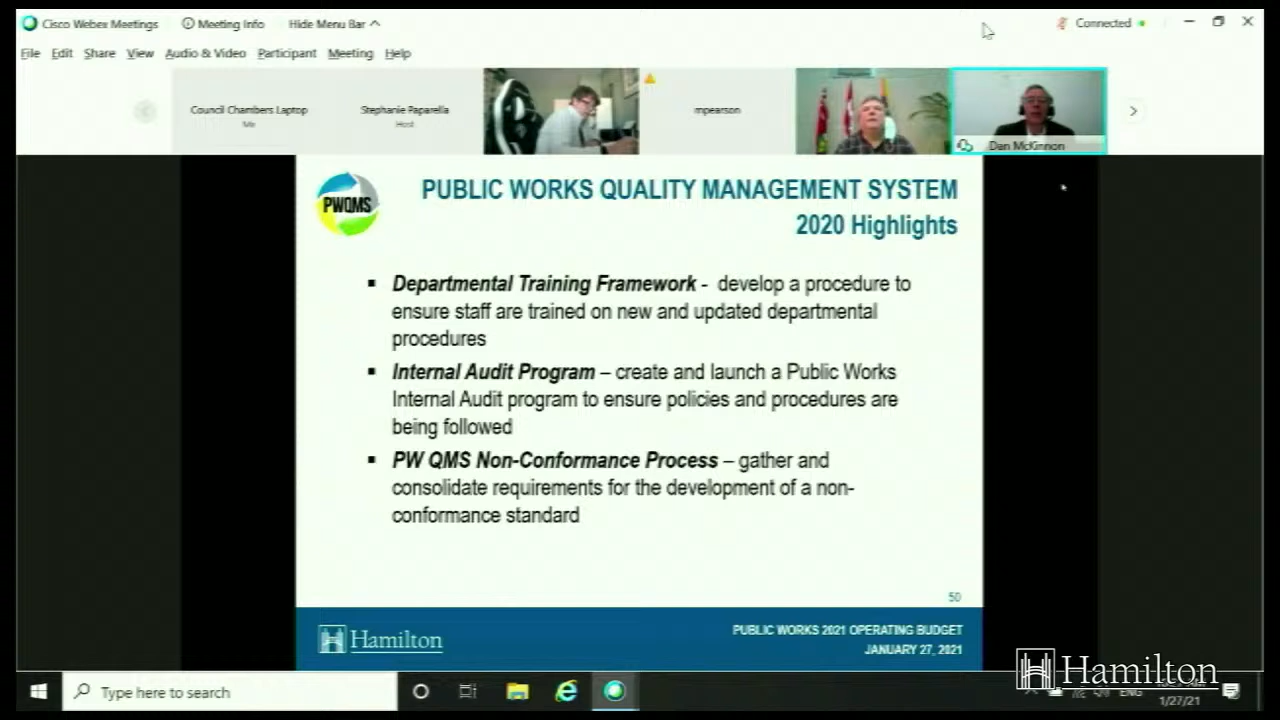 Cisco Webex Meetings Meeting Info Hide Menu Bar Connected
File Edit Share View Audio & Video Participant Meeting Help
Council Chambers Laptop
Me
Stephanie Paparella
Host
mpearson
Dan McKinnon
PWQMS
PUBLIC WORKS QUALITY MANAGEMENT SYSTEM
2020 Highlights
▪ Departmental Training Framework - develop a procedure to
ensure staff are trained on new and updated departmental
procedures
▪ Internal Audit Program – create and launch a Public Works
Internal Audit program to ensure policies and procedures are
being followed
▪ PW QMS Non-Conformance Process – gather and
consolidate requirements for the development of a non-
conformance standard
50
Hamilton
PUBLIC WORKS 2021 OPERATING BUDGET
JANUARY 27, 2021
Hamilton
Type here to search
ENG
1/27/21